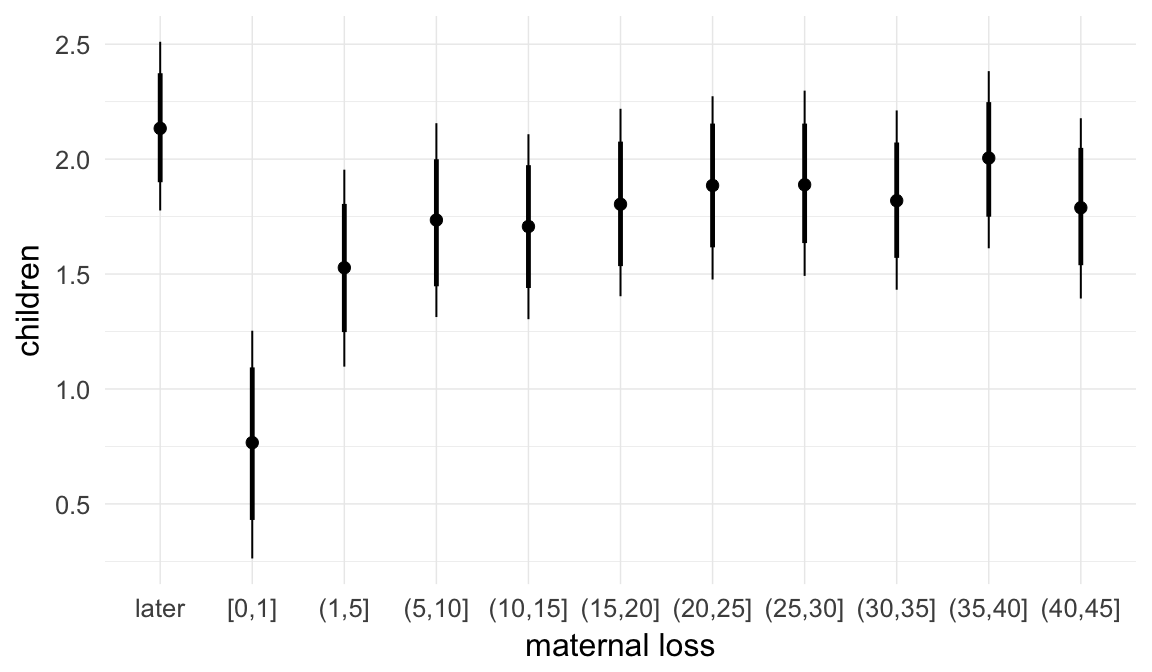 2.5
2.0
1.5
1.0
0.5
children
later [0,1] (1,5] (5,10] (10,15] (15,20] (20,25] (25,30] (30,35] (35,40] (40,45]
maternal loss